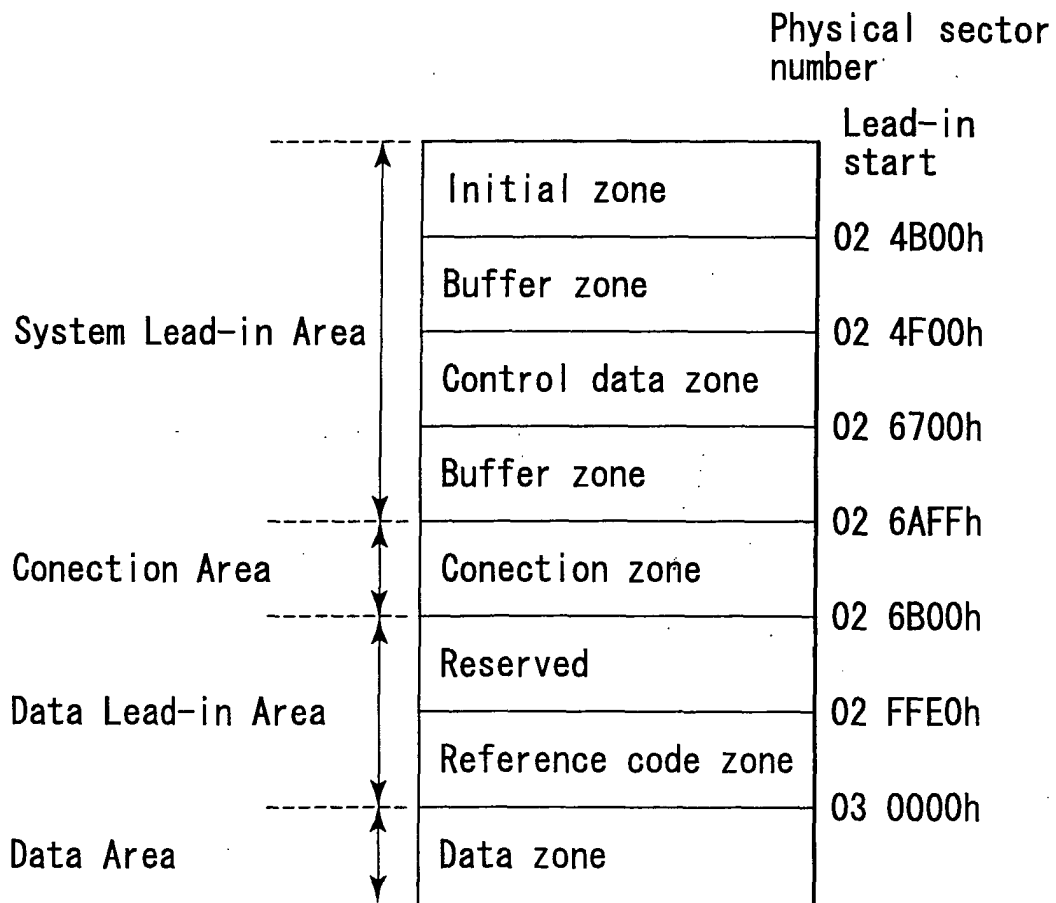 Physical sector
number
Lead-in
start
Initial zone
02 4B00h
Buffer zone
System Lead-in Area
02 4F00h
Control data zone
02 6700h
Buffer zone
02 6AFFh
Conection Area
Conection zone
02 6B00h
Reserved
Data Lead-in Area
02 FFE0h
Reference code zone
03 0000h
Data Area
Data zone